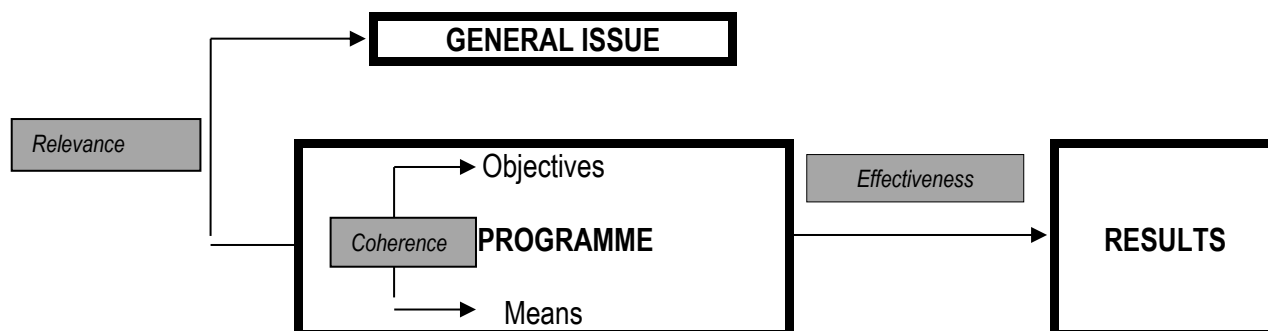 GENERAL ISSUE
Relevance
Objectives
Effectiveness
Coherence
PROGRAMME
RESULTS
Means